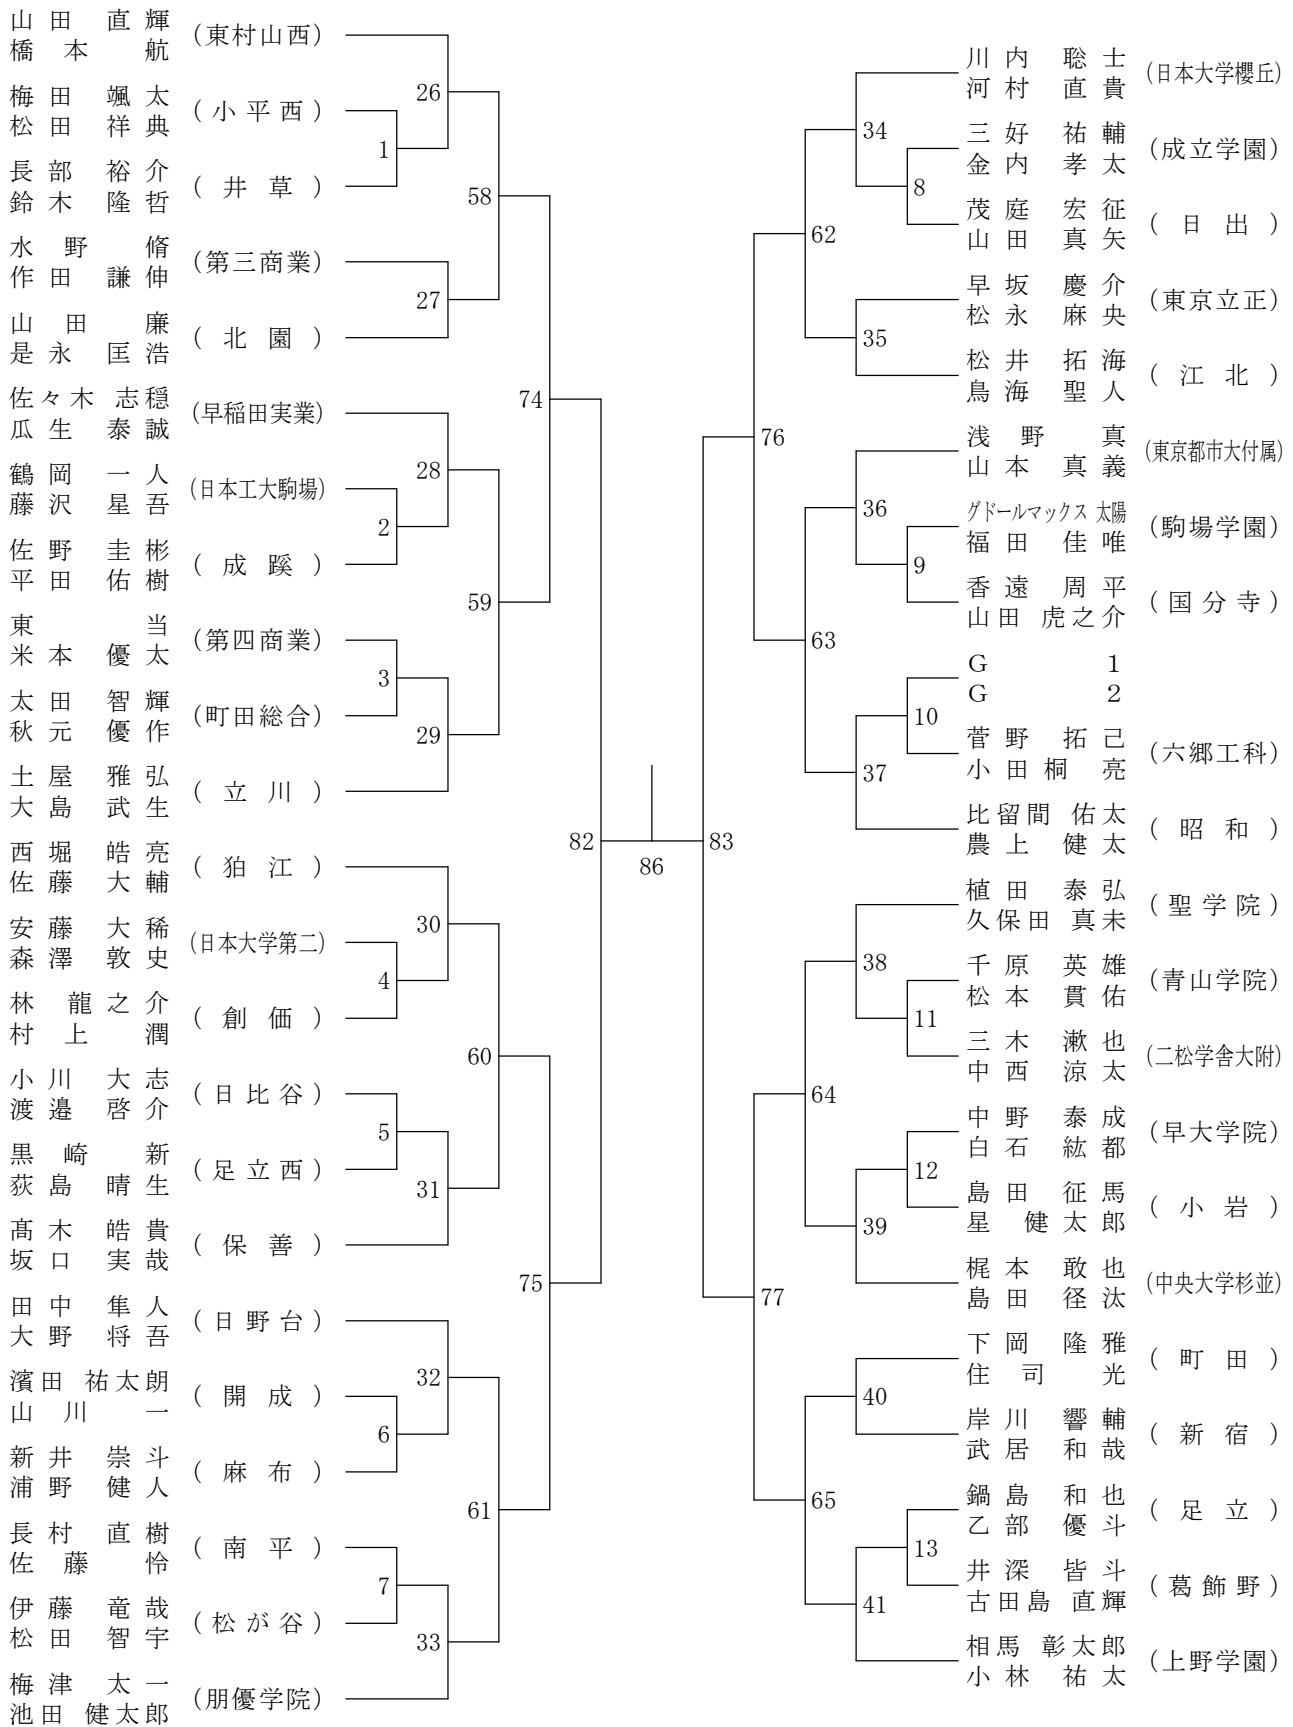 山田 直輝
橋本 航
(東村山西)
梅田 颯太
松田 祥典
(小平西)
長部 裕介
鈴木 隆哲
(井草)
水野 脩
作田 謙伸
(第三商業)
山田 廉
是永 匡浩
(北園)
佐々木 志穏
瓜生 泰誠
(早稲田実業)
鶴岡 一人
藤沢 星吾
(日本工大駒場)
佐野 圭彬
平田 佑樹
(成蹊)
東 当
米本 優太
(第四商業)
太田 智輝
秋元 優作
(町田総合)
土屋 雅弘
大島 武生
(立川)
西堀 皓亮
佐藤 大輔
(狛江)
安藤 大稀
森澤 敦史
(日本大学第二)
林 龍之介
村上 潤
(創価)
小川 大志
渡邉 啓介
(日比谷)
黒崎 新
荻島 晴生
(足立西)
髙木 皓貴
坂口 実哉
(保善)
田中 隼人
大野 将吾
(日野台)
濱田 祐太朗
山川 一
(開成)
新井 崇斗
浦野 健人
(麻布)
長村 直樹
佐藤 怜
(南平)
伊藤 竜哉
松田 智宇
(松が谷)
梅津 太一
池田 健太郎
(朋優学院)
1
2
3
4
5
6
7
26
27
28
29
30
31
32
33
58
59
60
61
74
75
82
86
83
76
77
62
63
64
65
34
35
36
37
38
39
40
41
8
9
10
11
12
13
川内 聡士
河村 直貴
(日本大学櫻丘)
三好 祐輔
金内 孝太
(成立学園)
茂庭 宏征
山田 真矢
(日出)
早坂 慶介
松永 麻央
(東京立正)
松井 拓海
鳥海 聖人
(江北)
浅野 真
山本 真義
(東京都市大付属)
グドールマックス 太陽
福田 佳唯
(駒場学園)
香遠 周平
山田 虎之介
(国分寺)
G 1
G 2
菅野 拓己
小田桐 亮
(六郷工科)
比留間 佑太
農上 健太
(昭和)
植田 泰弘
久保田 真未
(聖学院)
千原 英雄
松本 貫佑
(青山学院)
三木 漱也
中西 涼太
(二松学舎大附)
中野 泰成
白石 紘都
(早大学院)
島田 征馬
星 健太郎
(小岩)
梶本 敢也
島田 径汰
(中央大学杉並)
下岡 隆雅
住司 光
(町田)
岸川 響輔
武居 和哉
(新宿)
鍋島 和也
乙部 優斗
(足立)
井深 皆斗
古田島 直輝
(葛飾野)
相馬 彰太郎
小林 祐太
(上野学園)